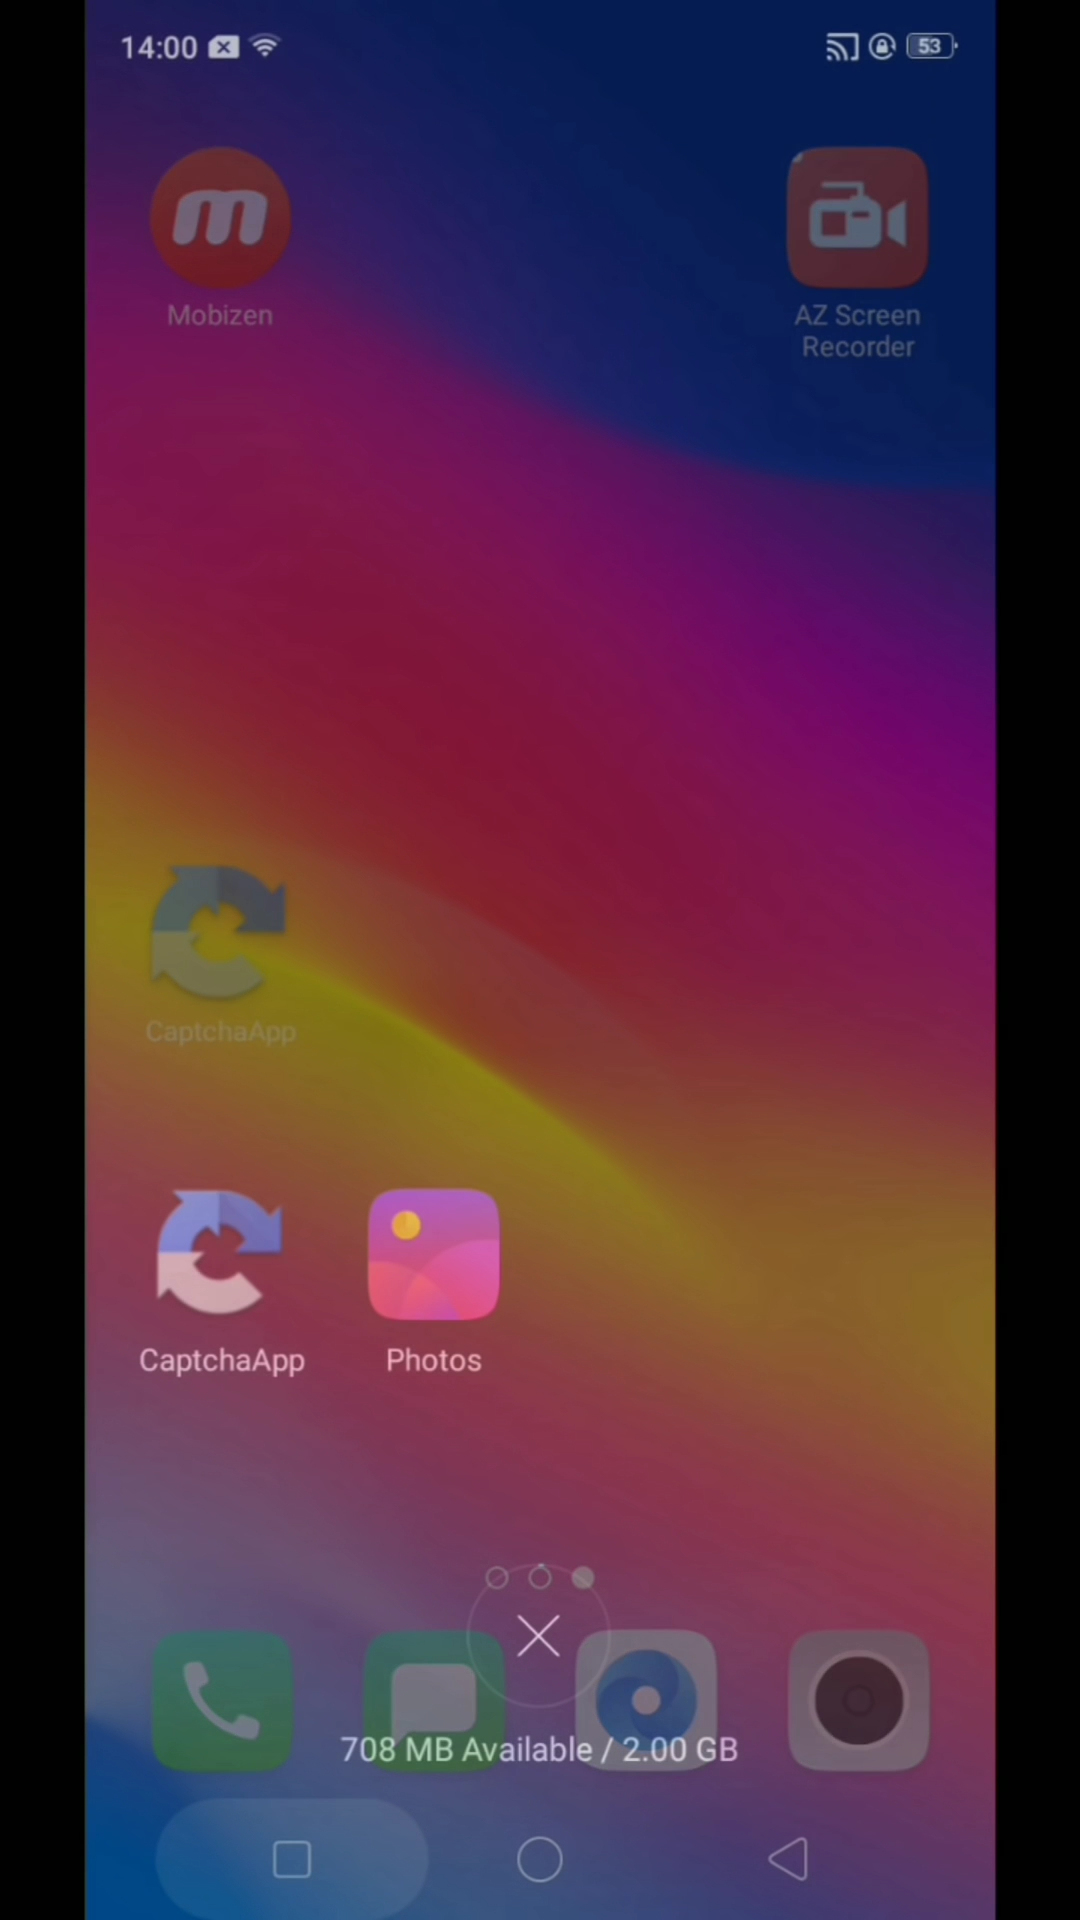 14:00
53
Mobizen
AZ Screen
Recorder
CaptchaApp
CaptchaApp
Photos
708 MB Available / 2.00 GB